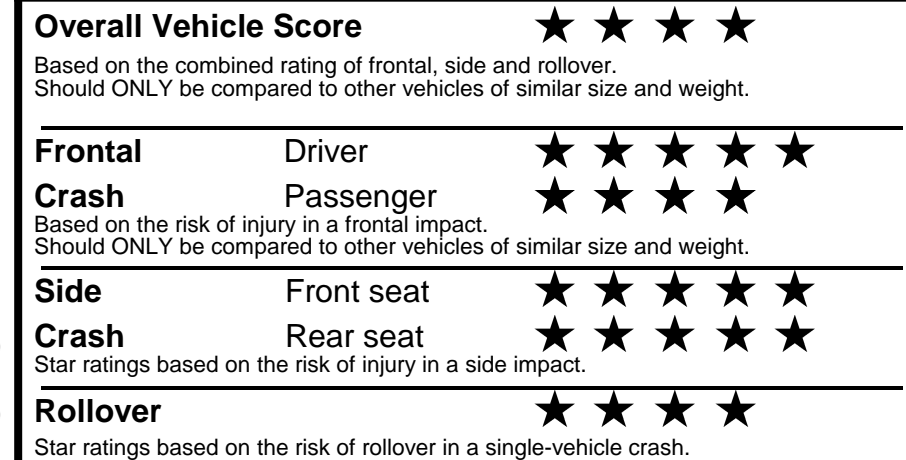 Overall Vehicle Score ★ ★ ★ ★
Based on the combined rating of frontal, side and rollover.
Should ONLY be compared to other vehicles of similar size and weight.
Frontal Driver ★ ★ ★ ★ ★
Crash Passenger ★ ★ ★ ★
Based on the risk of injury in a frontal impact.
Should ONLY be compared to other vehicles of similar size and weight.
Side Front seat ★ ★ ★ ★ ★
Crash Rear seat ★ ★ ★ ★ ★
Star ratings based on the risk of injury in a side impact.
Rollover ★ ★ ★ ★
Star ratings based on the risk of rollover in a single-vehicle crash.